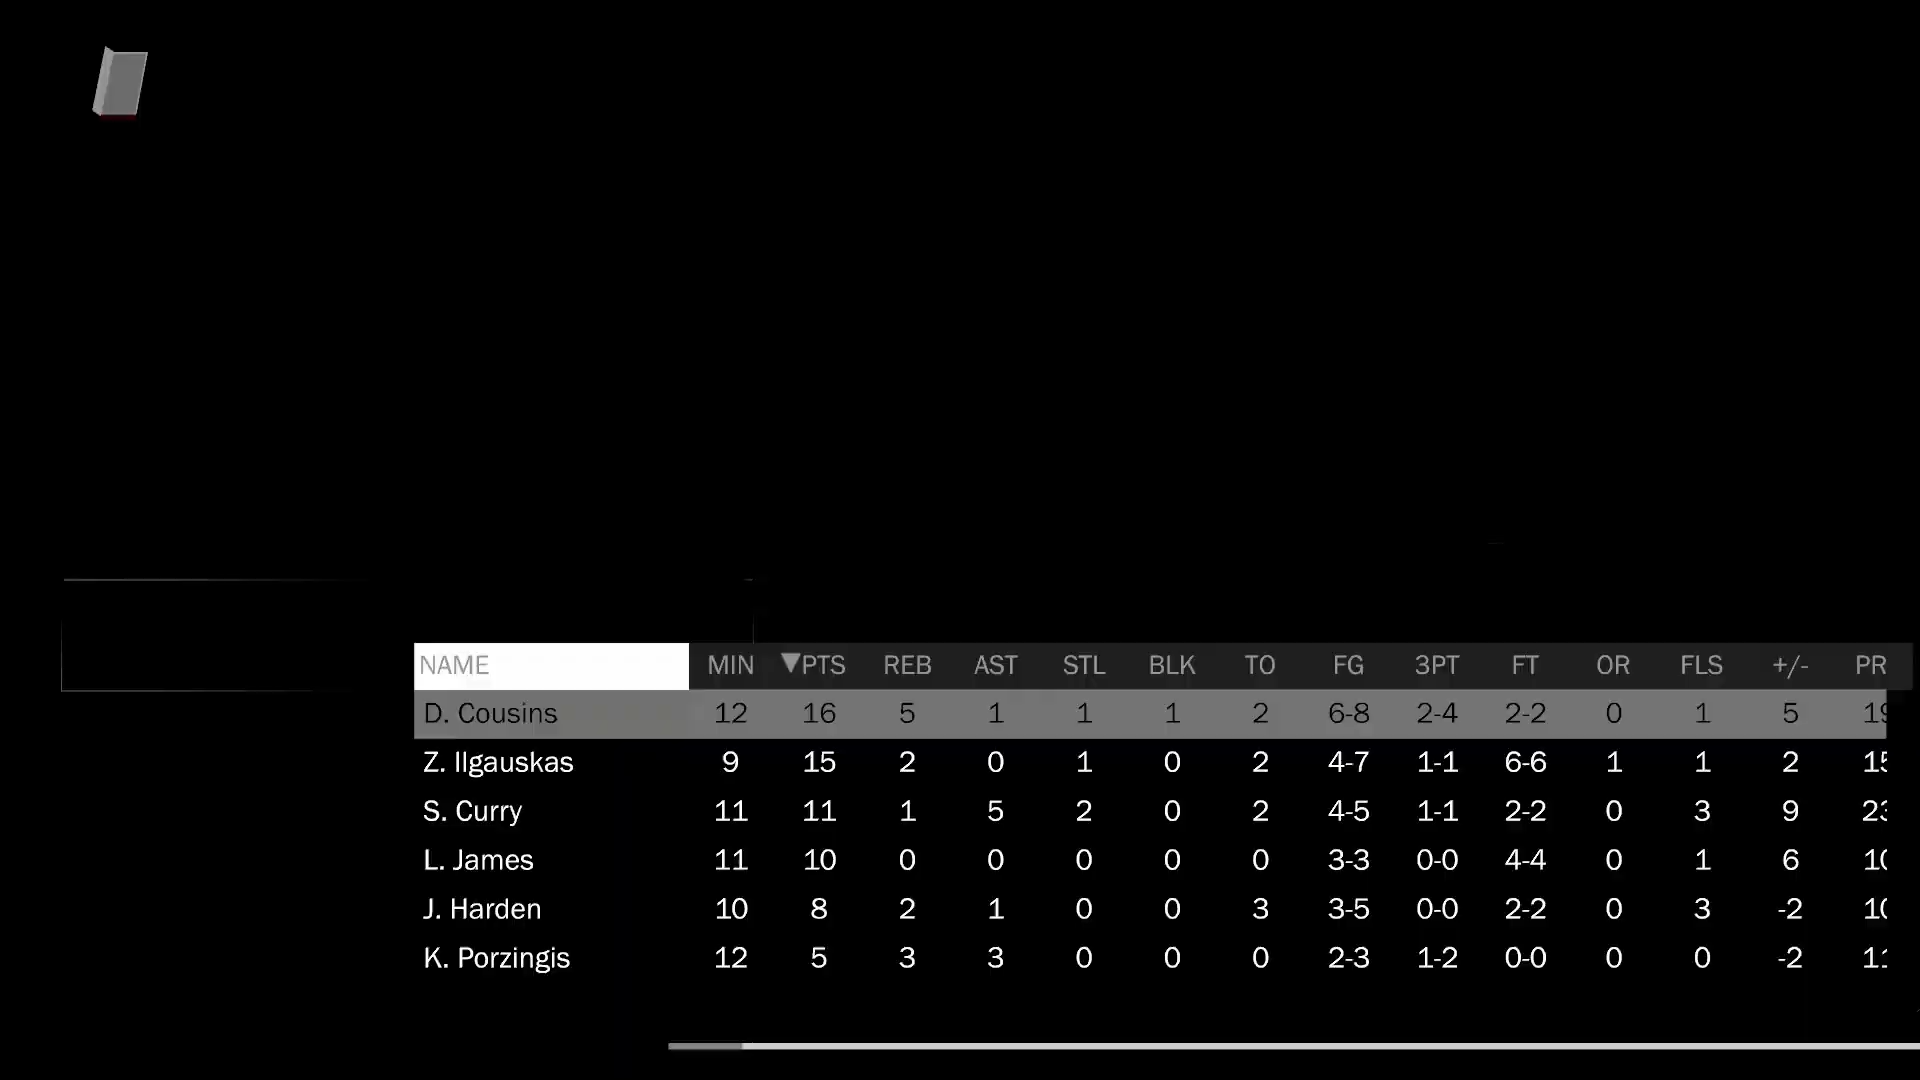 NAME MIN ▼PTS REB AST STL BLK TO FG 3PT FT OR FLS +/- PR
D. Cousins 12 16 5 1 1 1 2 6-8 2-4 2-2 0 1 5
Z. Ilgauskas 9 15 2 0 1 0 2 4-7 1-1 6-6 1 1 2
S. Curry 11 11 1 5 2 0 2 4-5 1-1 2-2 0 3 9
L. James 11 10 0 0 0 0 0 3-3 0-0 4-4 0 1 6
J. Harden 10 8 2 1 0 0 3 3-5 0-0 2-2 0 3 -2
K. Porzingis 12 5 3 3 0 0 0 2-3 1-2 0-0 0 0 -2